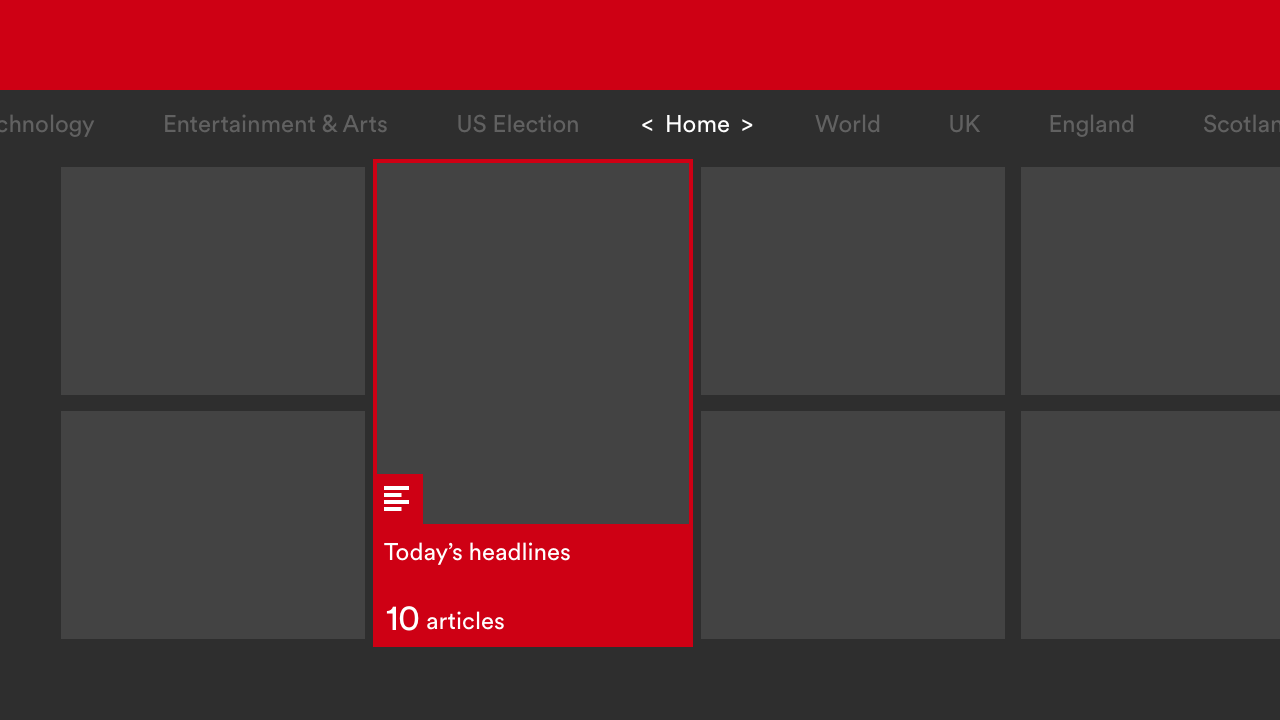 chnology Entertainment & Arts US Election < Home > World UK England Scotlan
Today’s headlines
10 articles